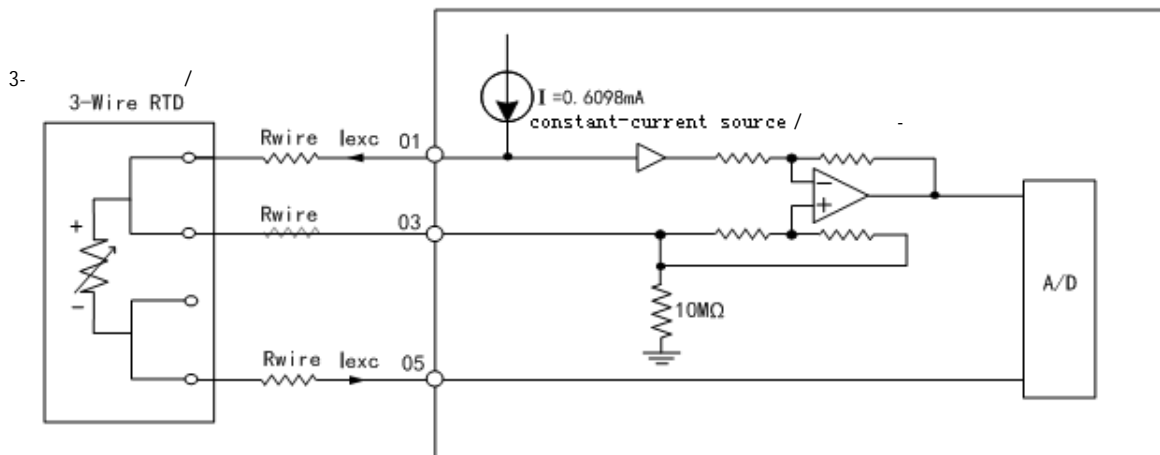 3- /
3-Wire RTD
I =0.6098mA
constant-current source / -
Rwire Iexc 01
Rwire 03
+
-
-
+
10MΩ
A/D
Rwire Iexc 05